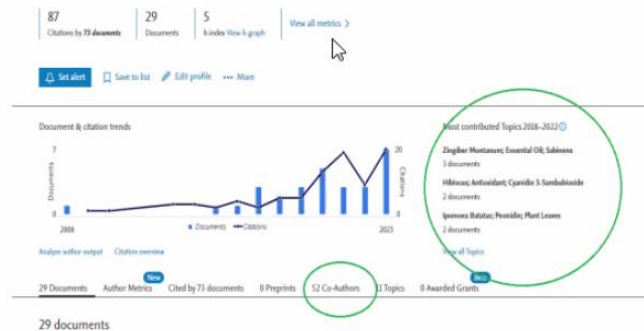 87
Citations by 73 documents
29
Documents
5
h-index View h-graph
View all metrics >
Set alert
Save to list
Edit profile
••• More
Document & citation trends
7
Documents
0
2008
2023
20
Citations
0
Documents
Citations
Analyze author output
Citation overview
Most contributed Topics 2018–2022
Zingiber Montanum; Essential Oil; Sabinene
3 documents
Hibiscus; Antioxidant; Cyanidin 3-Sambubioside
2 documents
Ipomoea Batatas; Peonidin; Plant Leaves
2 documents
View all Topics
New
Beta
29 Documents
Author Metrics
Cited by 73 documents
0 Preprints
52 Co-Authors
Topics
0 Awarded Grants
29 documents